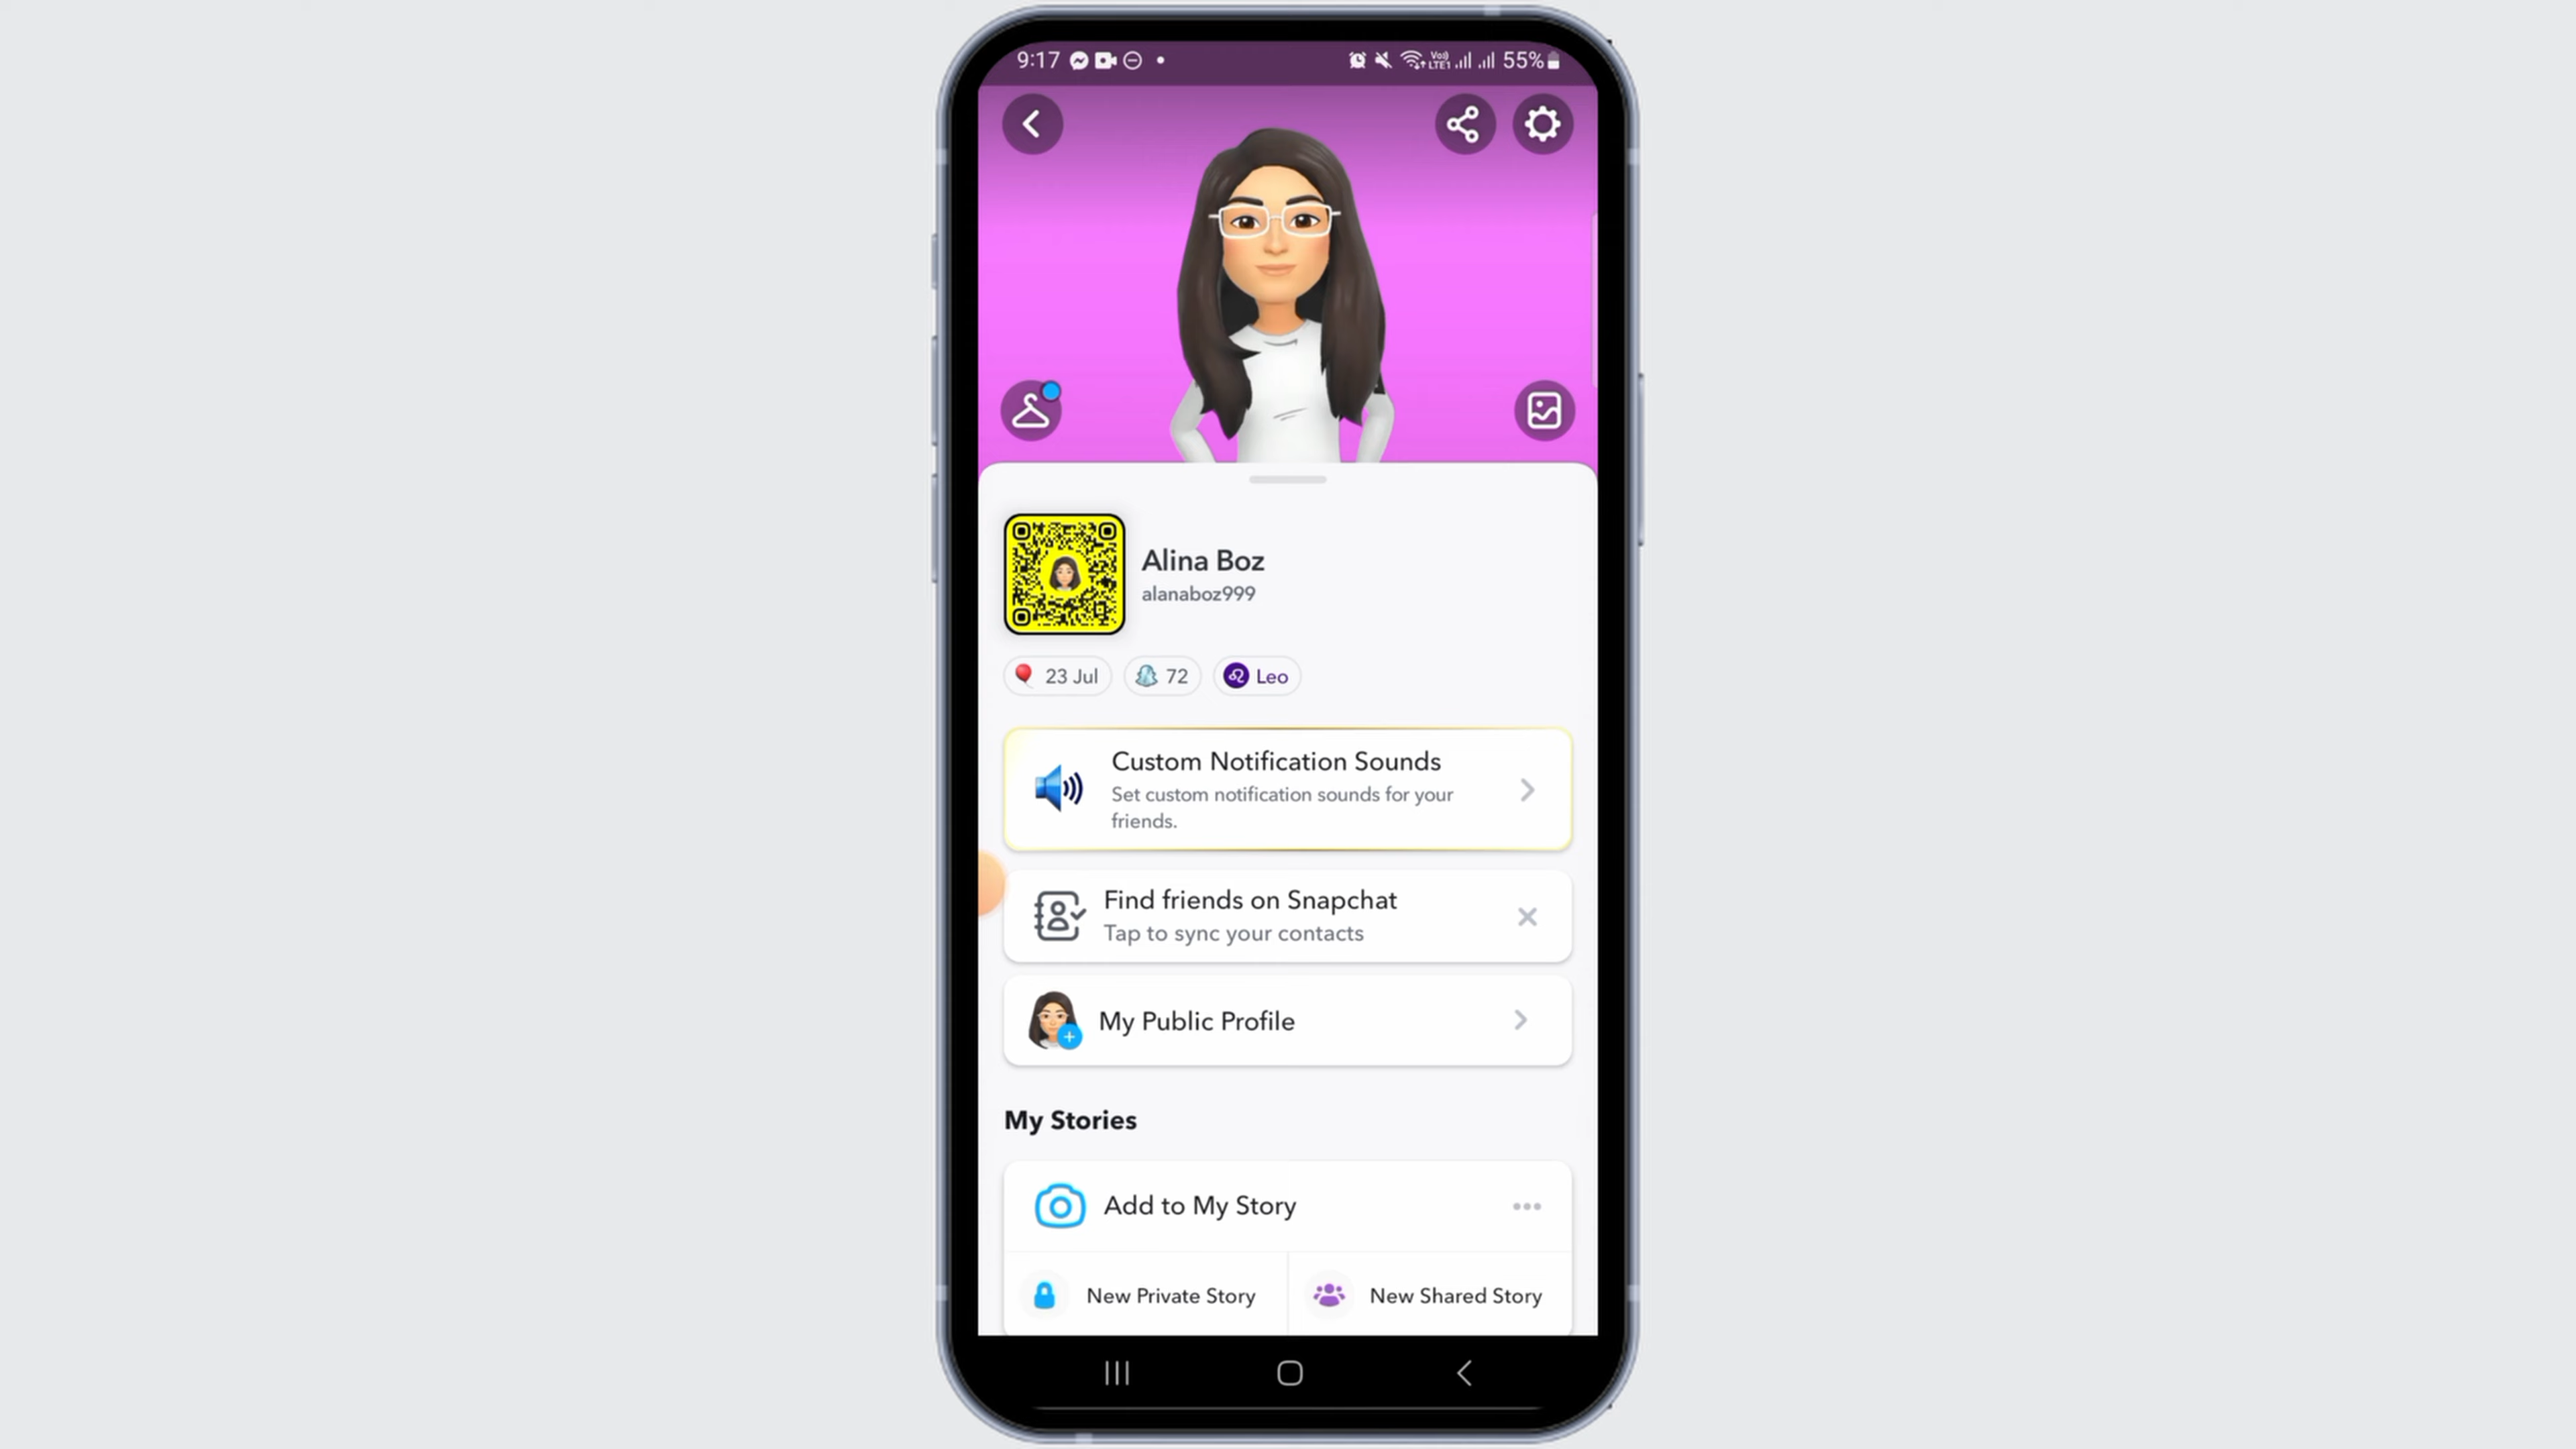 9:17
Vo)) LTE1 55%
Alina Boz
alanaboz999
23 Jul 72 Leo
Custom Notification Sounds
Set custom notification sounds for your
friends.
Find friends on Snapchat
Tap to sync your contacts
My Public Profile
My Stories
Add to My Story
New Private Story New Shared Story